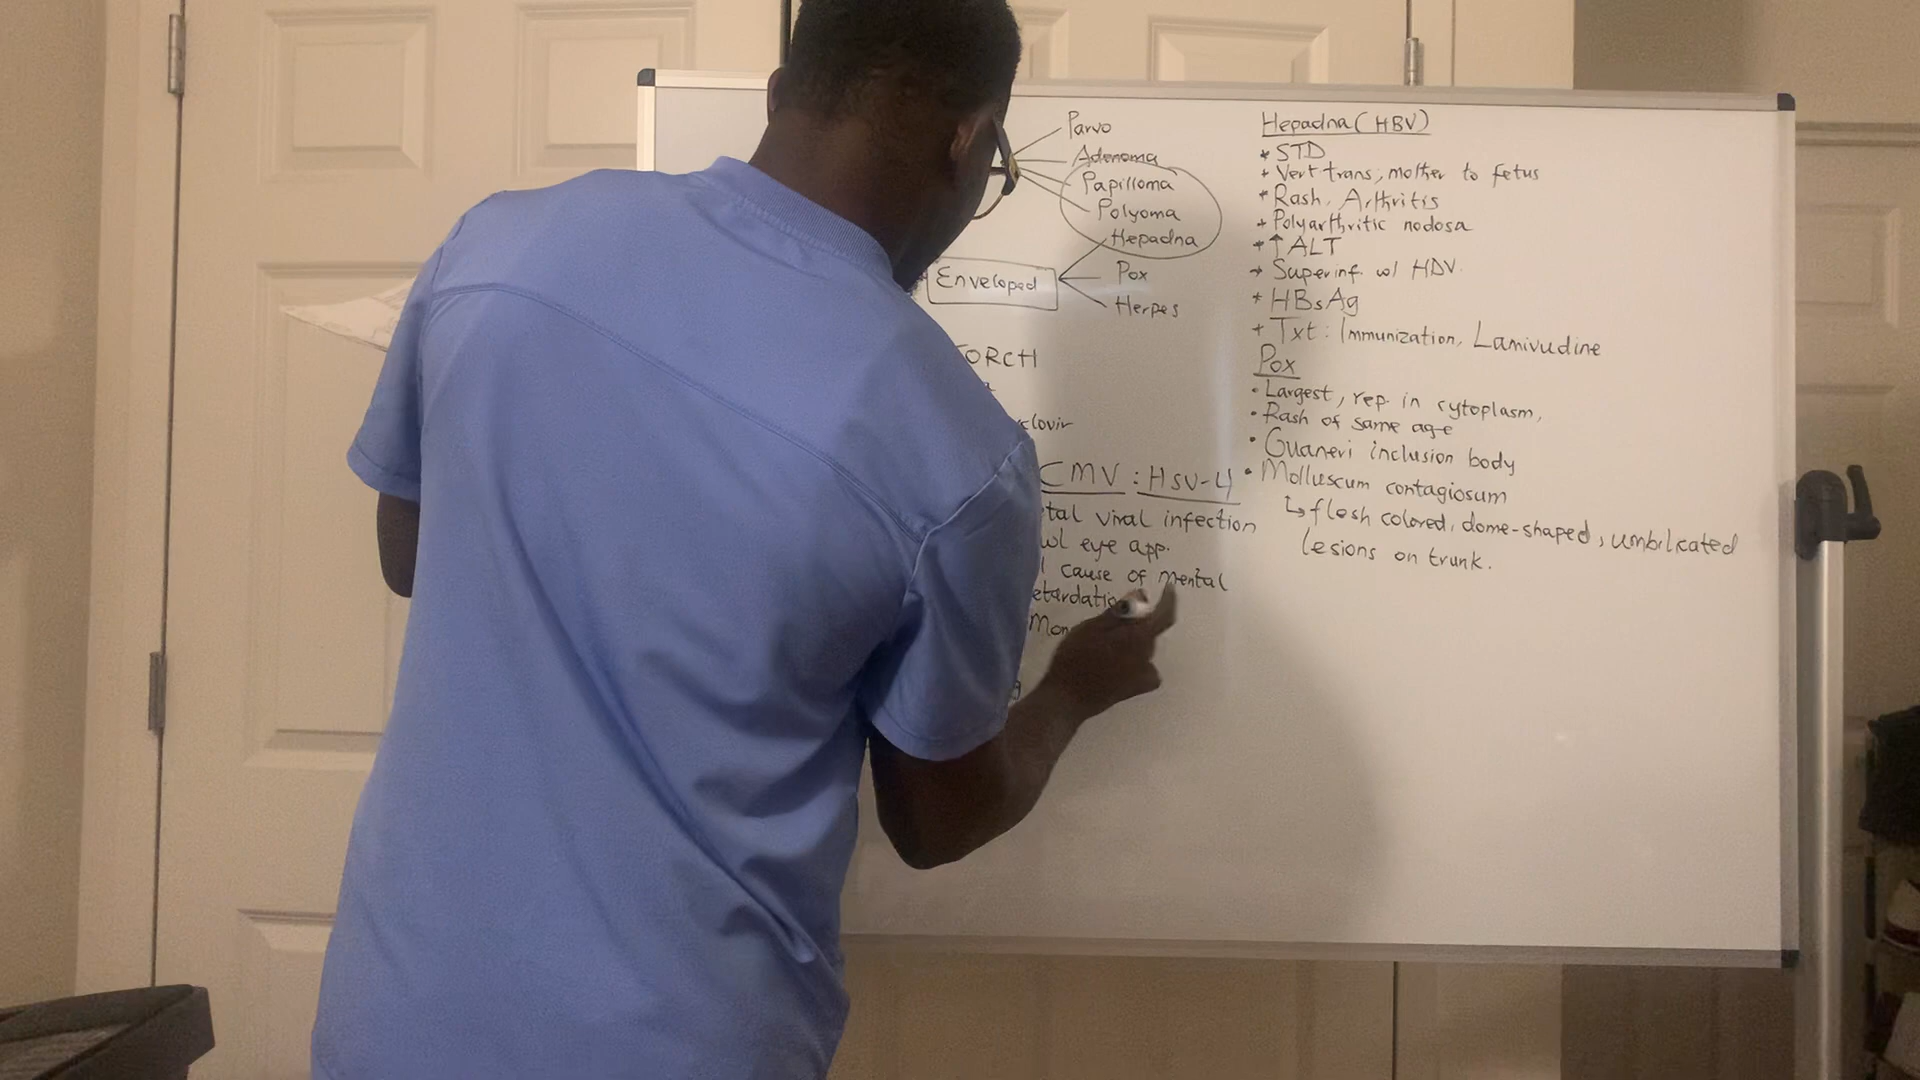 Parvo
Adenoma
Papilloma
Polyoma
Hepadna
Enveloped
Pox
Herpes
TORCH
clovir
CMV : HSV-4
tal viral infection
wl eye app.
cause of mental
etardatio
Mon
Hepadna (HBV)
* STD
+ Vert trans; mother to fetus
* Rash, Arthritis
+ Polyarthritic nodosa
+ ↑ ALT
+ Superinf. w/ HDV.
* HBsAg
+ Txt: Immunization, Lamivudine
Pox
• Largest, rep. in cytoplasm,
• Rash of same age
• Guaneri inclusion body
• Molluscum contagiosum
↳ flesh colored, dome-shaped, umbilicated
lesions on trunk.